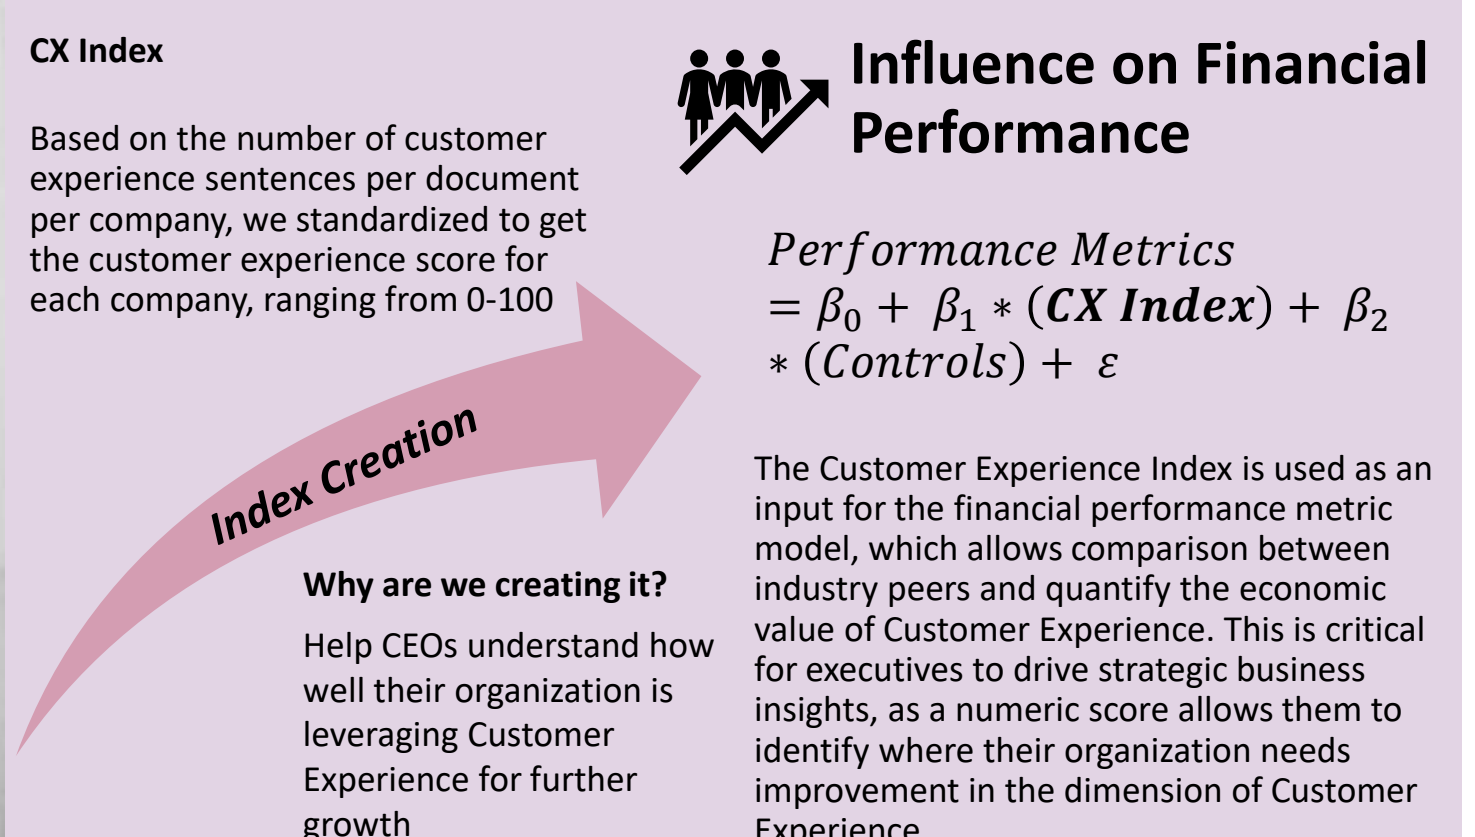 CX Index
Based on the number of customer
experience sentences per document
per company, we standardized to get
the customer experience score for
each company, ranging from 0-100
Index Creation
Why are we creating it?
Help CEOs understand how
well their organization is
leveraging Customer
Experience for further
growth
Influence on Financial
Performance
Performance Metrics
= β₀ + β₁ ∗ (CX Index) + β₂
∗ (Controls) + ε
The Customer Experience Index is used as an
input for the financial performance metric
model, which allows comparison between
industry peers and quantify the economic
value of Customer Experience. This is critical
for executives to drive strategic business
insights, as a numeric score allows them to
identify where their organization needs
improvement in the dimension of Customer
Experience